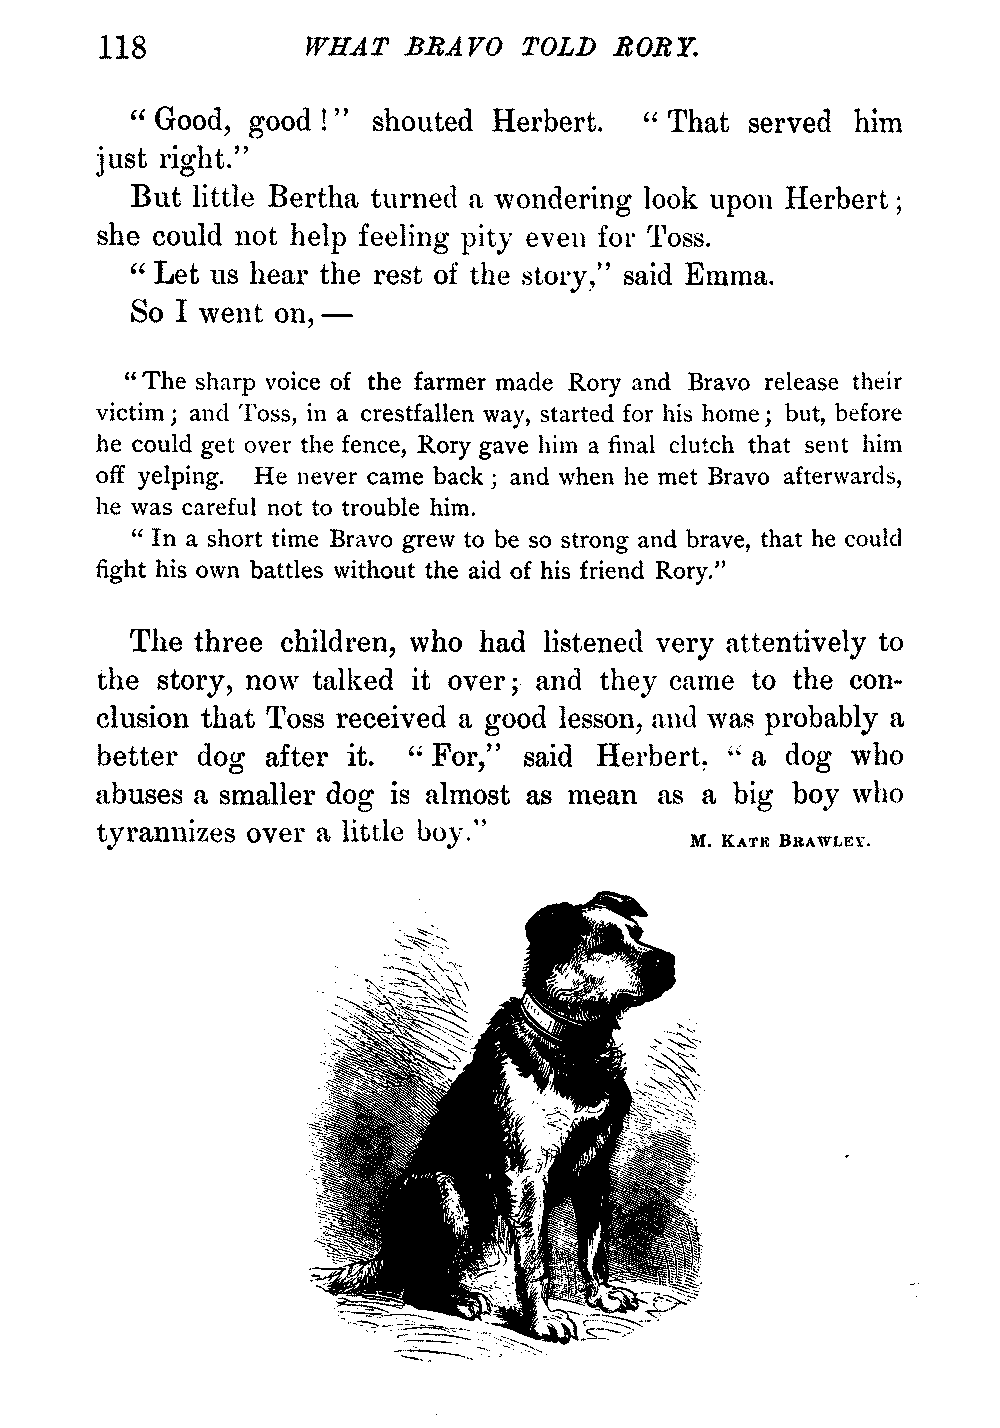 118 WHAT BRAVO TOLD RORY.
“Good, good!” shouted Herbert. “That served him
just right.”
But little Bertha turned a wondering look upon Herbert;
she could not help feeling pity even for Toss.
“Let us hear the rest of the story,” said Emma.
So I went on,—
“The sharp voice of the farmer made Rory and Bravo release their
victim; and Toss, in a crestfallen way, started for his home; but, before
he could get over the fence, Rory gave him a final clutch that sent him
off yelping. He never came back; and when he met Bravo afterwards,
he was careful not to trouble him.
“In a short time Bravo grew to be so strong and brave, that he could
fight his own battles without the aid of his friend Rory.”
The three children, who had listened very attentively to
the story, now talked it over; and they came to the con-
clusion that Toss received a good lesson, and was probably a
better dog after it. “For,” said Herbert, “a dog who
abuses a smaller dog is almost as mean as a big boy who
tyrannizes over a little boy.”
M. KATE BRAWLEY.